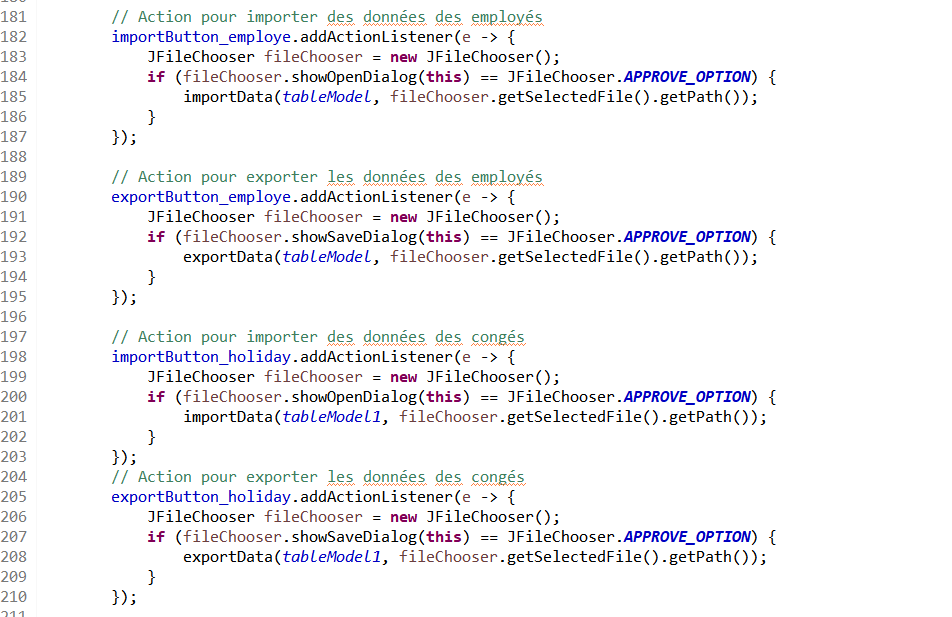 181 // Action pour importer des données des employés
182 importButton_employe.addActionListener(e -> {
183 JFileChooser fileChooser = new JFileChooser();
184 if (fileChooser.showOpenDialog(this) == JFileChooser.APPROVE_OPTION) {
185 importData(tableModel, fileChooser.getSelectedFile().getPath());
186 }
187 });
188
189 // Action pour exporter les données des employés
190 exportButton_employe.addActionListener(e -> {
191 JFileChooser fileChooser = new JFileChooser();
192 if (fileChooser.showSaveDialog(this) == JFileChooser.APPROVE_OPTION) {
193 exportData(tableModel, fileChooser.getSelectedFile().getPath());
194 }
195 });
196
197 // Action pour importer des données des congés
198 importButton_holiday.addActionListener(e -> {
199 JFileChooser fileChooser = new JFileChooser();
200 if (fileChooser.showOpenDialog(this) == JFileChooser.APPROVE_OPTION) {
201 importData(tableModel1, fileChooser.getSelectedFile().getPath());
202 }
203 });
204 // Action pour exporter les données des congés
205 exportButton_holiday.addActionListener(e -> {
206 JFileChooser fileChooser = new JFileChooser();
207 if (fileChooser.showSaveDialog(this) == JFileChooser.APPROVE_OPTION) {
208 exportData(tableModel1, fileChooser.getSelectedFile().getPath());
209 }
210 });
211